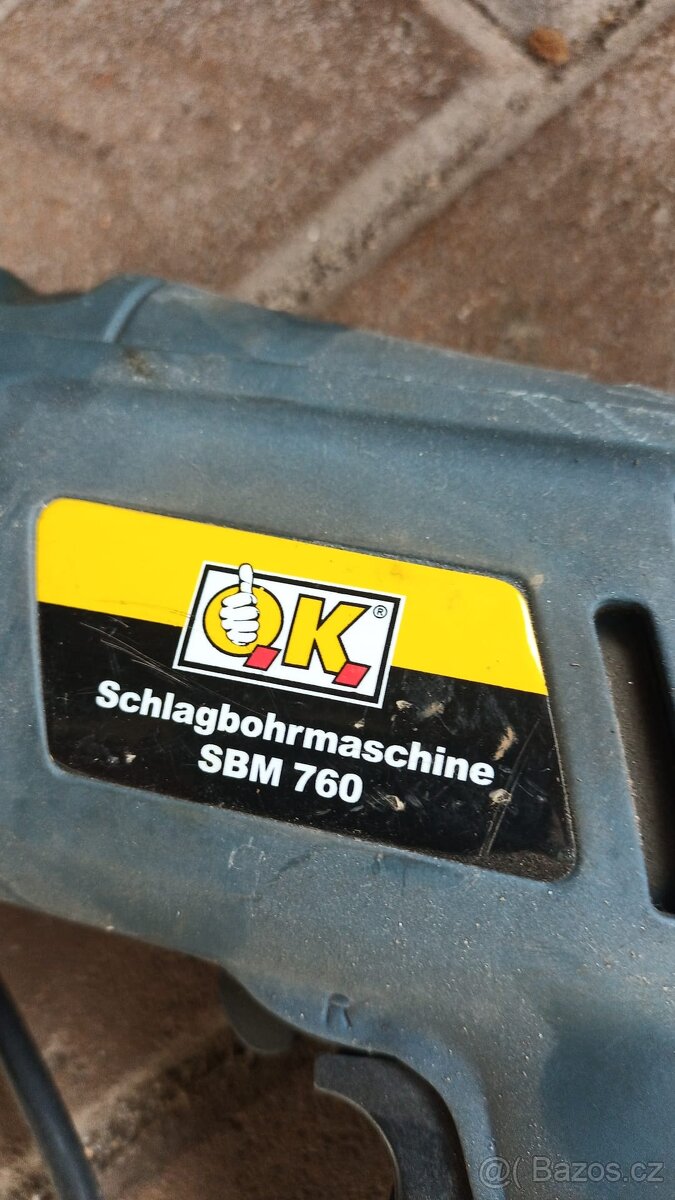 O.K.®
Schlagbohrmaschine
SBM 760
R
@( Bazos.cz